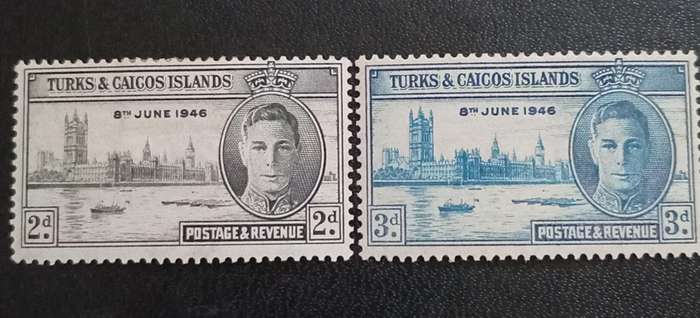 TURKS & CAICOS ISLANDS
8TH JUNE 1946
2d. 2d.
POSTAGE & REVENUE
TURKS & CAICOS ISLANDS
8TH JUNE 1946
3d. 3d.
POSTAGE & REVENUE